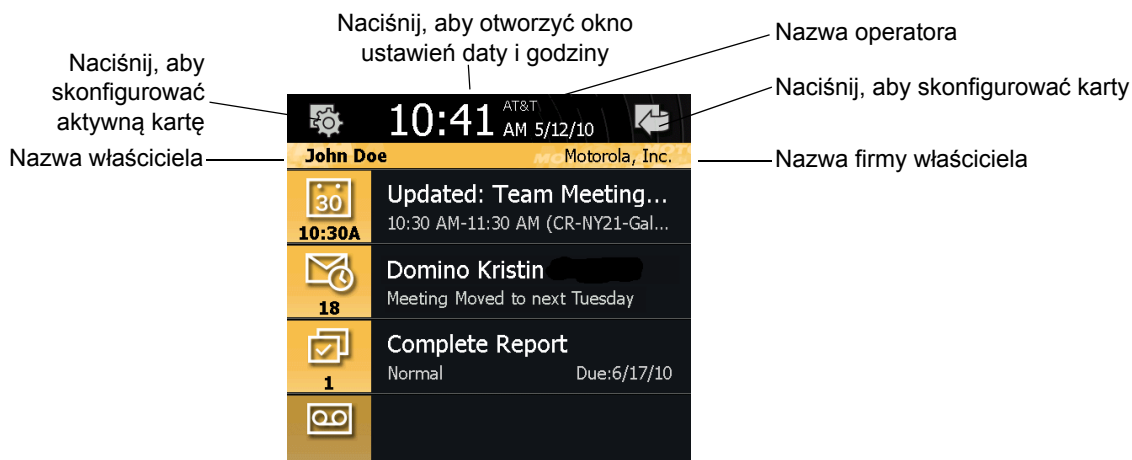 Naciśnij, aby otworzyć okno
ustawień daty i godziny
Nazwa operatora
Naciśnij, aby
skonfigurować
aktywną kartę
Naciśnij, aby skonfigurować karty
10:41 AT&T
AM 5/12/10
Nazwa właściciela
John Doe Motorola, Inc.
Nazwa firmy właściciela
30
10:30A
Updated: Team Meeting...
10:30 AM-11:30 AM (CR-NY21-Gal...
18
Domino Kristin
Meeting Moved to next Tuesday
1
Complete Report
Normal Due:6/17/10